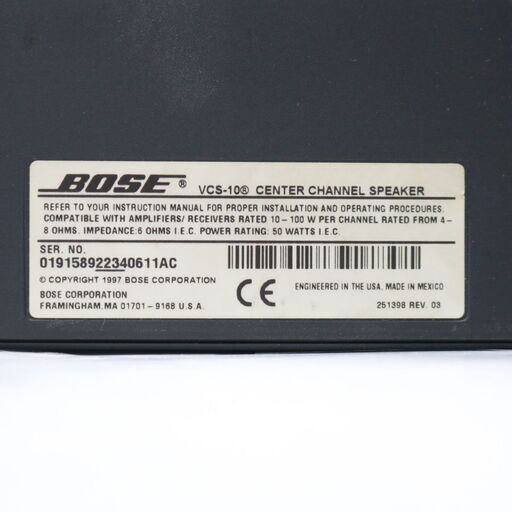 BOSE® VCS-10® CENTER CHANNEL SPEAKER
REFER TO YOUR INSTRUCTION MANUAL FOR PROPER INSTALLATION AND OPERATING PROCEDURES.
COMPATIBLE WITH AMPLIFIERS/ RECEIVERS RATED 10 - 100 W PER CHANNEL RATED FROM 4 -
8 OHMS. IMPEDANCE:6 OHMS I.E.C. POWER RATING: 50 WATTS I.E.C.
SER. NO.
019158922340611AC
© COPYRIGHT 1997 BOSE CORPORATION
BOSE CORPORATION
FRAMINGHAM,MA 01701 - 9168 U.S.A.
CE
ENGINEERED IN THE USA, MADE IN MEXICO
251398 REV. 03